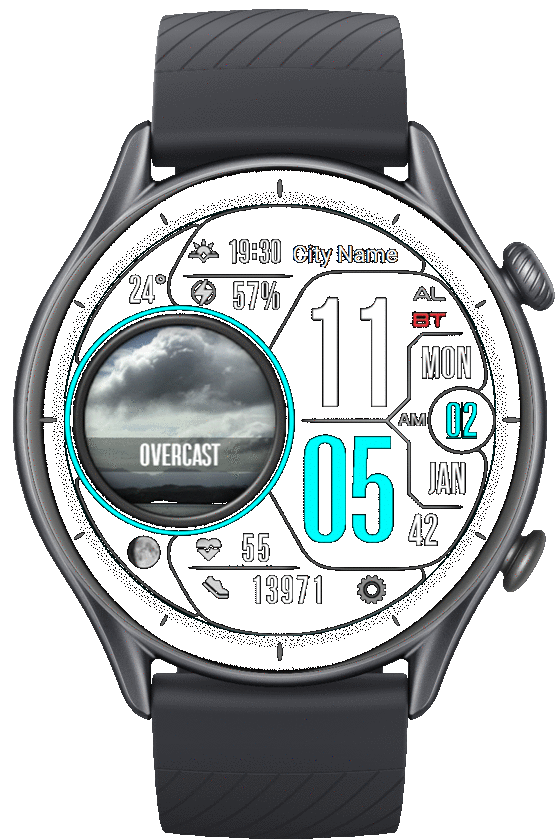 19:30 City Name
24° 57%
11
AL
BT
MON
AM 02
OVERCAST
05
JAN
42
55
13971